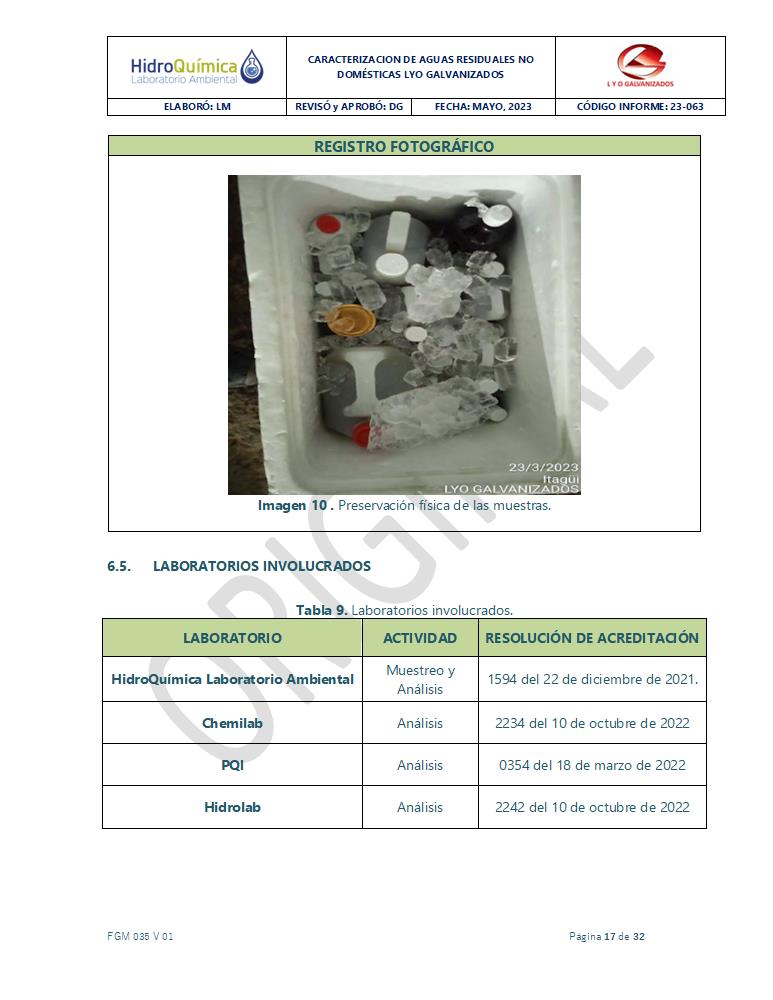 HidroQuímica
Laboratorio Ambiental
CARACTERIZACION DE AGUAS RESIDUALES NO
DOMÉSTICAS LYO GALVANIZADOS
L Y O GALVANIZADOS
ELABORÓ: LM
REVISÓ y APROBÓ: DG
FECHA: MAYO, 2023
CÓDIGO INFORME: 23-063
REGISTRO FOTOGRÁFICO
23/3/2023
Itagüí
LYO GALVANIZADOS
Imagen 10 . Preservación física de las muestras.
ORIGINAL
6.5. LABORATORIOS INVOLUCRADOS
Tabla 9. Laboratorios involucrados.
LABORATORIO ACTIVIDAD RESOLUCIÓN DE ACREDITACIÓN
HidroQuímica Laboratorio Ambiental Muestreo y
Análisis 1594 del 22 de diciembre de 2021.
Chemilab Análisis 2234 del 10 de octubre de 2022
PQI Análisis 0354 del 18 de marzo de 2022
Hidrolab Análisis 2242 del 10 de octubre de 2022
FGM 035 V 01
Página 17 de 32